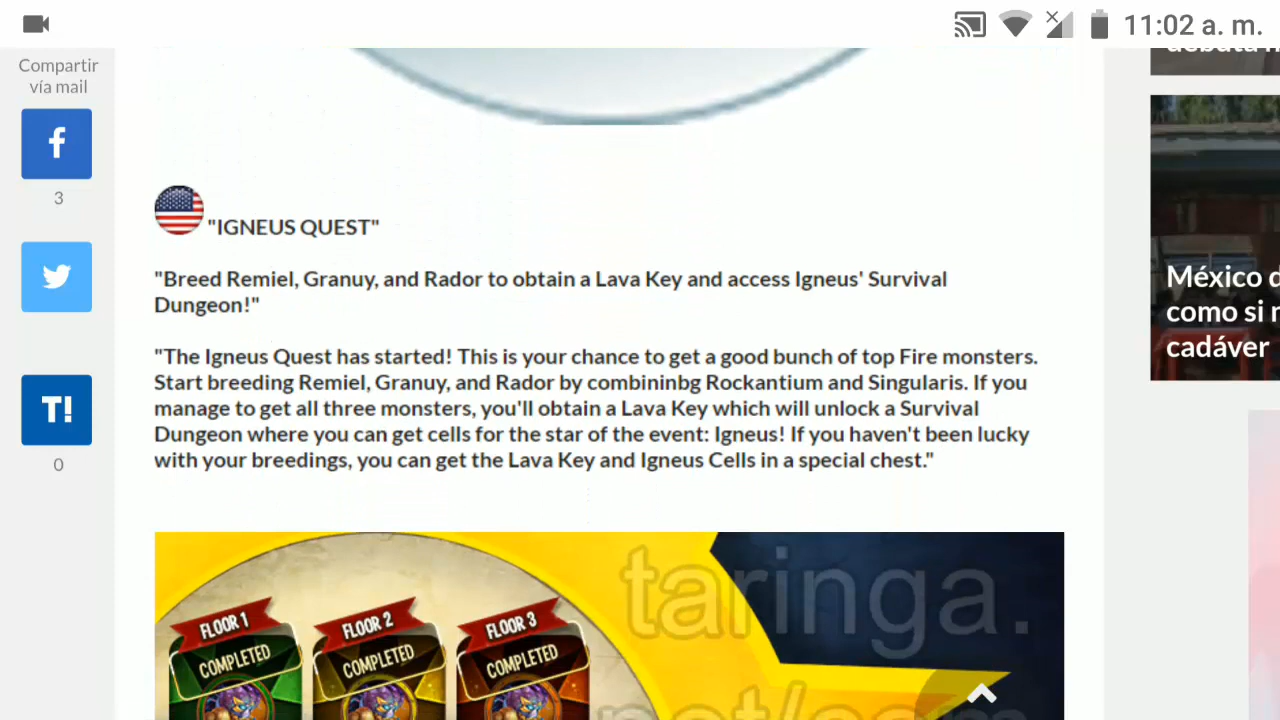 11:02 a. m.
Compartir
vía mail
f
3
T!
0
"IGNEUS QUEST"
"Breed Remiel, Granuy, and Rador to obtain a Lava Key and access Igneus' Survival
Dungeon!"
"The Igneus Quest has started! This is your chance to get a good bunch of top Fire monsters.
Start breeding Remiel, Granuy, and Rador by combininbg Rockantium and Singularis. If you
manage to get all three monsters, you'll obtain a Lava Key which will unlock a Survival
Dungeon where you can get cells for the star of the event: Igneus! If you haven't been lucky
with your breedings, you can get the Lava Key and Igneus Cells in a special chest."
México d
como si n
cadáver
taringa.
FLOOR 1
COMPLETED
FLOOR 2
COMPLETED
FLOOR 3
COMPLETED